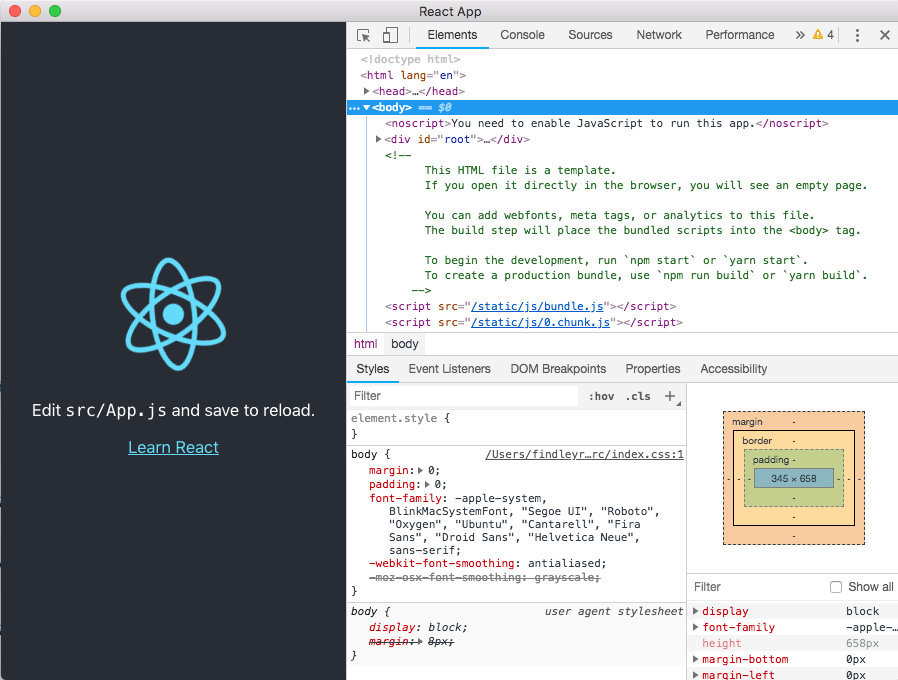 React App
Edit src/App.js and save to reload.
Learn React
Elements Console Sources Network Performance » 4
<!doctype html>
<html lang="en">
<head>…</head>
… <body> == $0
<noscript>You need to enable JavaScript to run this app.</noscript>
<div id="root">…</div>
<!--
This HTML file is a template.
If you open it directly in the browser, you will see an empty page.
You can add webfonts, meta tags, or analytics to this file.
The build step will place the bundled scripts into the <body> tag.
To begin the development, run `npm start` or `yarn start`.
To create a production bundle, use `npm run build` or `yarn build`.
-->
<script src="/static/js/bundle.js"></script>
<script src="/static/js/0.chunk.js"></script>
html body
Styles Event Listeners DOM Breakpoints Properties Accessibility
Filter :hov .cls +
element.style {
}
body { /Users/findleyr…rc/index.css:1
margin: 0;
padding: 0;
font-family: -apple-system,
BlinkMacSystemFont, "Segoe UI", "Roboto",
"Oxygen", "Ubuntu", "Cantarell", "Fira
Sans", "Droid Sans", "Helvetica Neue",
sans-serif;
-webkit-font-smoothing: antialiased;
-moz-osx-font-smoothing: grayscale;
}
body { user agent stylesheet
display: block;
margin: 8px;
}
margin -
border -
padding -
- - - 345 × 658 - - -
-
-
-
Filter Show all
display block
font-family -apple-…
height 658px
margin-bottom 0px
margin-left 0px